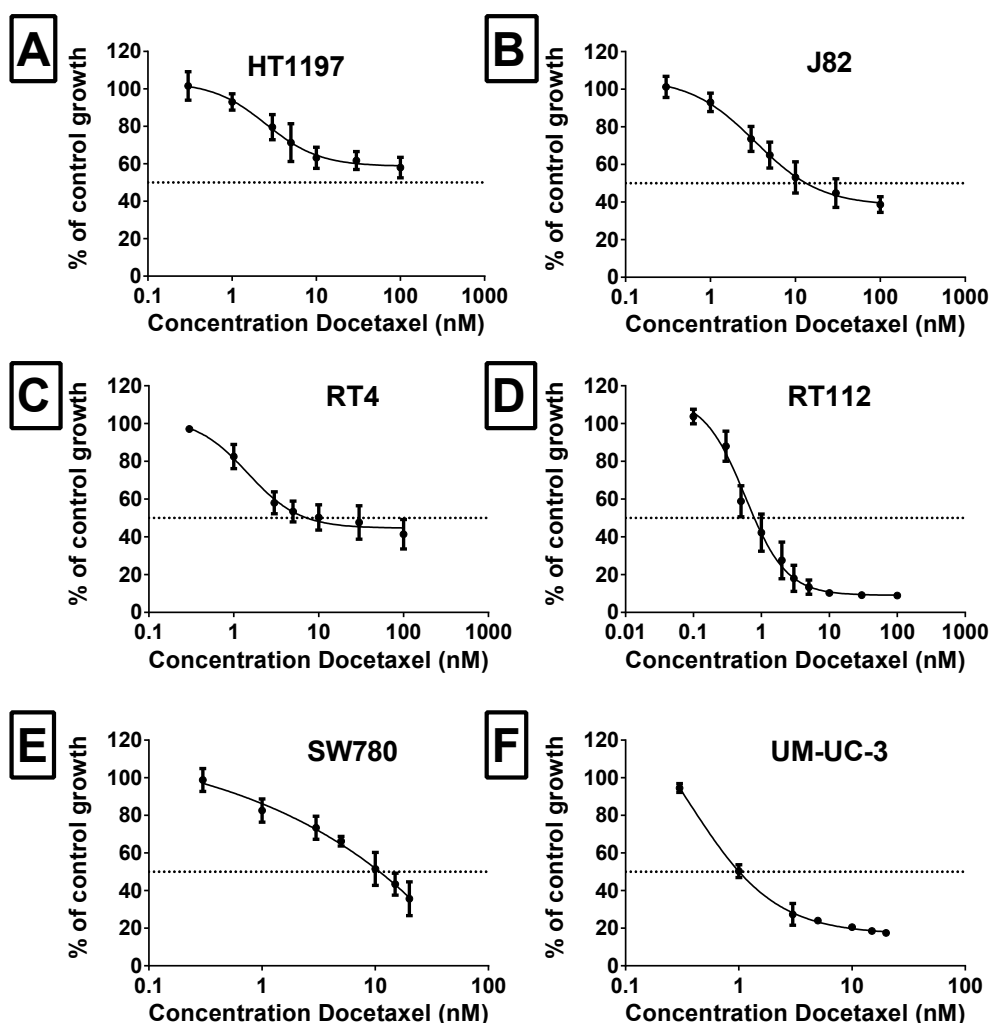 A
HT1197
% of control growth
120
100
80
60
40
20
0
0.1 1 10 100 1000
Concentration Docetaxel (nM)
B
J82
% of control growth
120
100
80
60
40
20
0
0.1 1 10 100 1000
Concentration Docetaxel (nM)
C
RT4
% of control growth
120
100
80
60
40
20
0
0.1 1 10 100 1000
Concentration Docetaxel (nM)
D
RT112
% of control growth
120
100
80
60
40
20
0
0.01 0.1 1 10 100 1000
Concentration Docetaxel (nM)
E
SW780
% of control growth
120
100
80
60
40
20
0
0.1 1 10 100
Concentration Docetaxel (nM)
F
UM-UC-3
% of control growth
120
100
80
60
40
20
0
0.1 1 10 100
Concentration Docetaxel (nM)